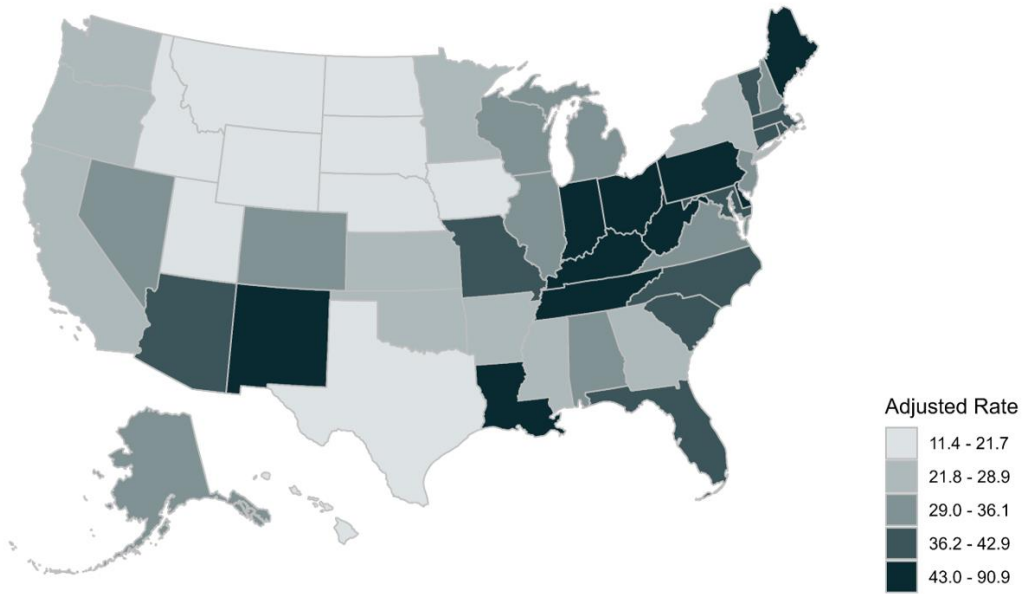 Adjusted Rate
11.4 - 21.7
21.8 - 28.9
29.0 - 36.1
36.2 - 42.9
43.0 - 90.9